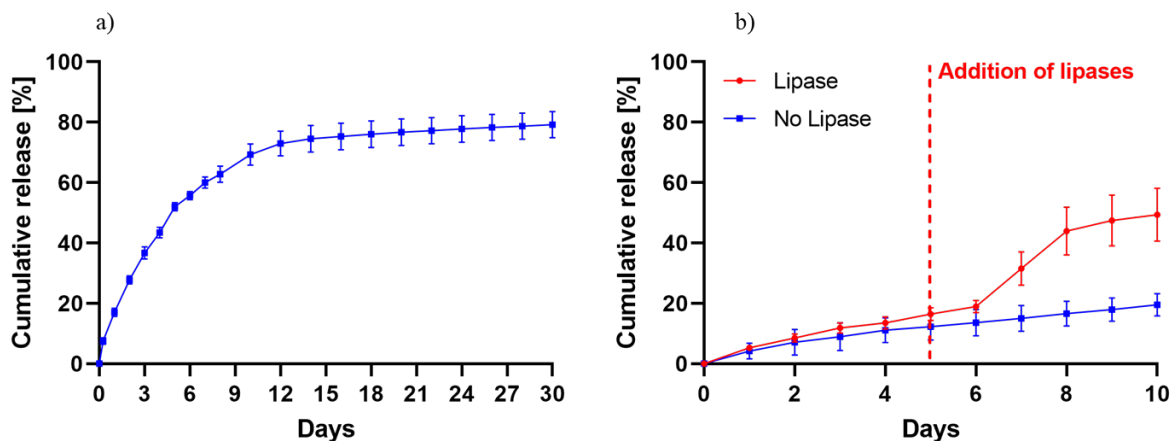 a)
Cumulative release [%]
100
80
60
40
20
0
0 3 6 9 12 15 18 21 24 27 30
Days
b)
Cumulative release [%]
100
80
60
40
20
0
Lipase
No Lipase
Addition of lipases
0 2 4 6 8 10
Days